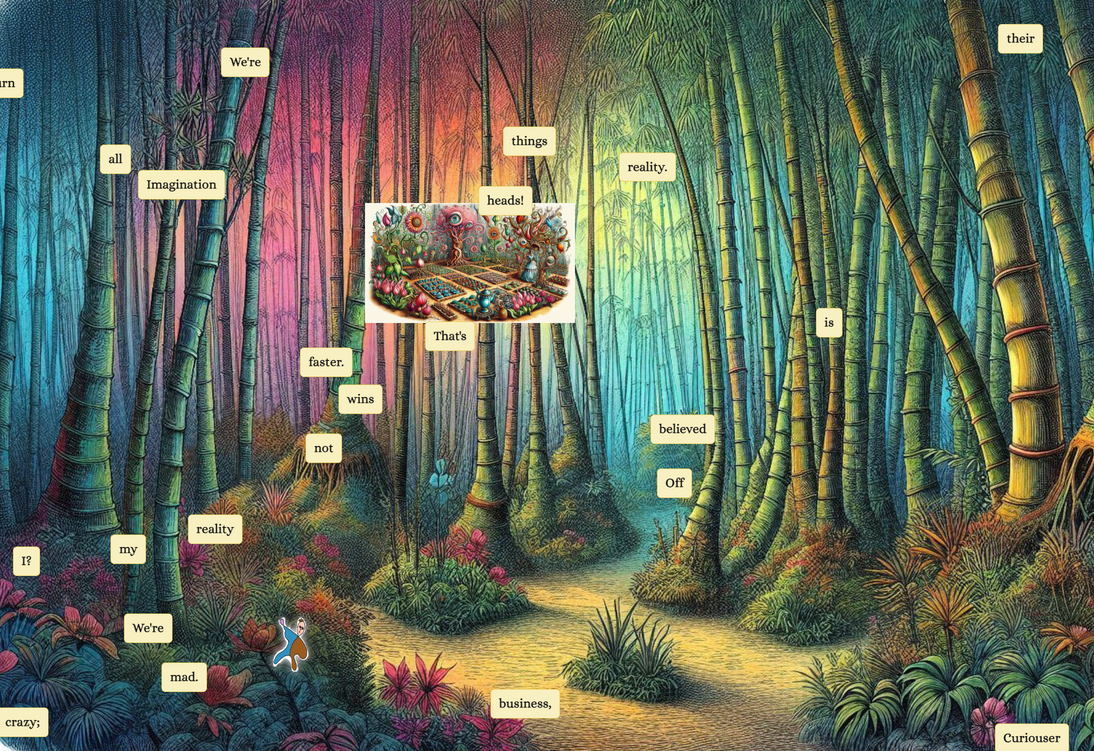 their
We're
urn
things
all
reality.
Imagination
heads!
is
That's
faster.
wins
believed
not
Off
reality
my
I?
We're
mad.
business,
crazy;
Curiouser